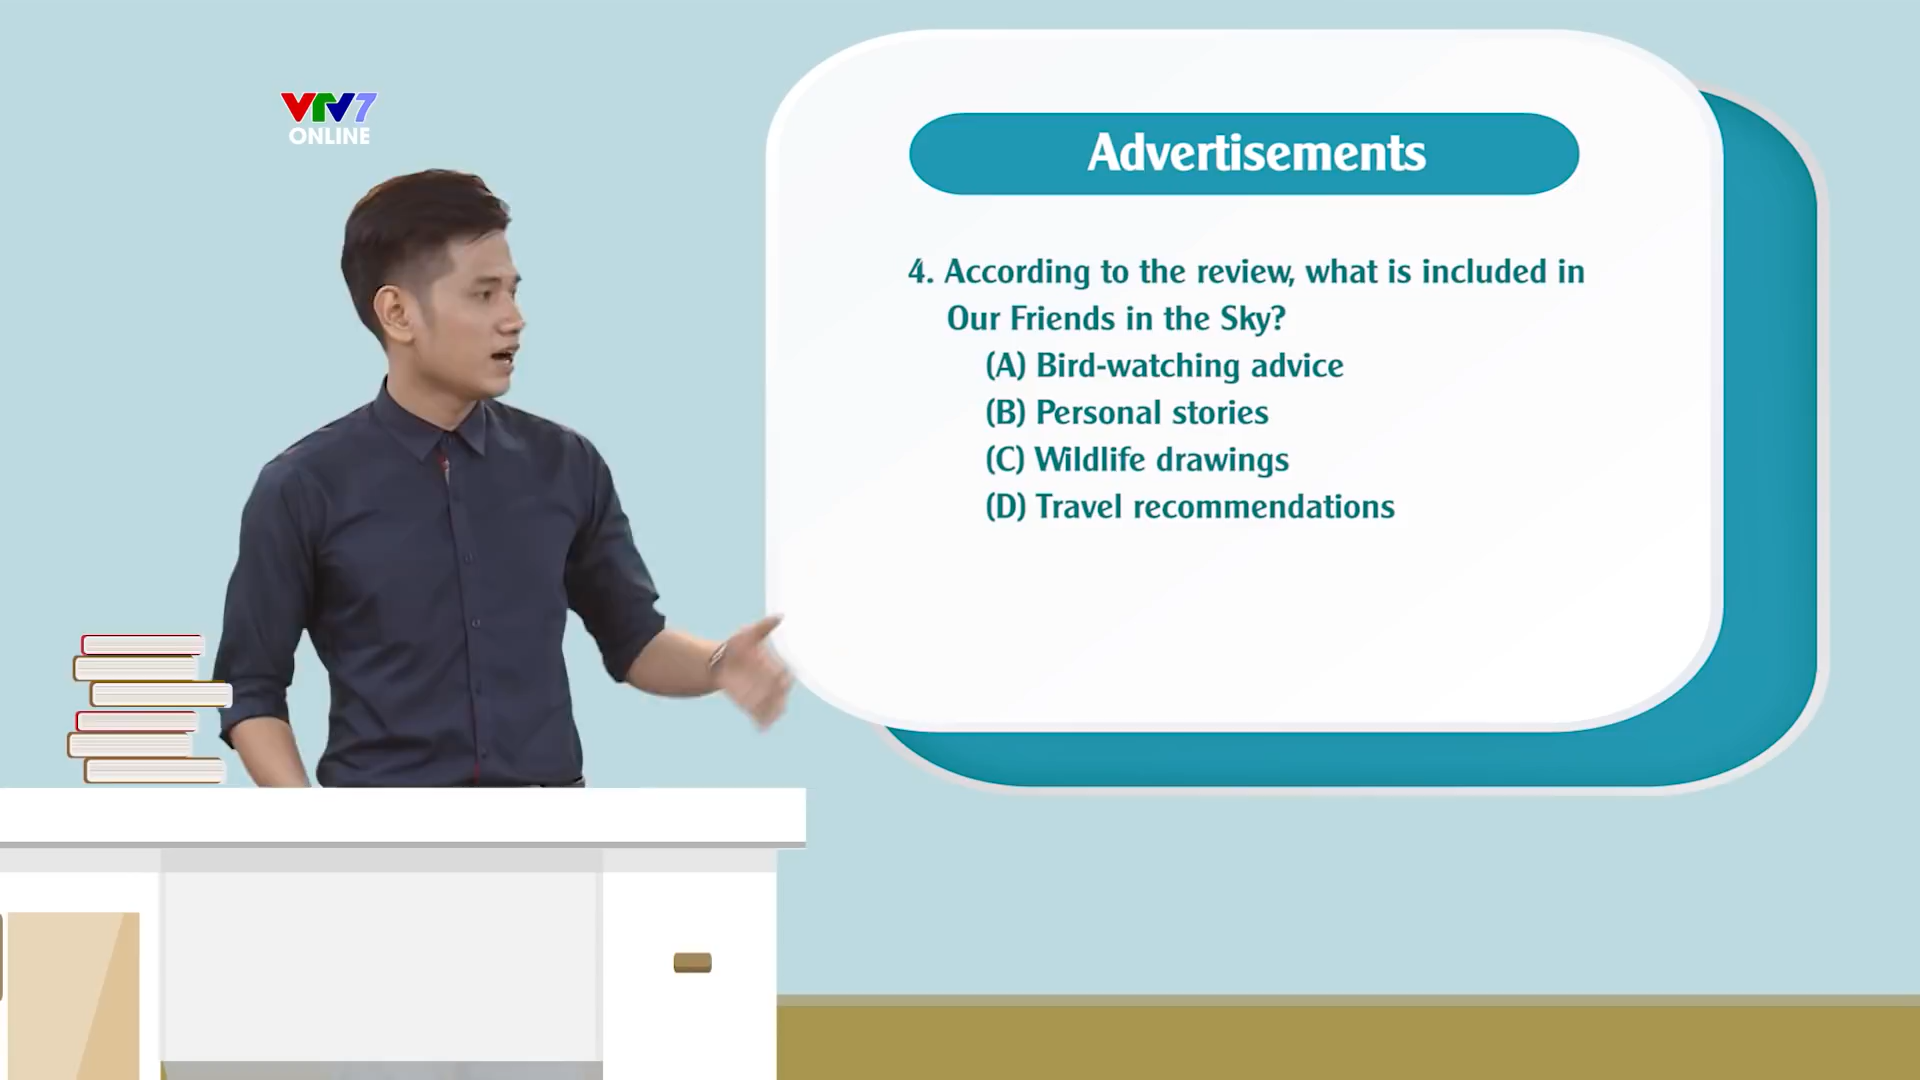 VTV7
ONLINE
Advertisements
4. According to the review, what is included in
Our Friends in the Sky?
(A) Bird-watching advice
(B) Personal stories
(C) Wildlife drawings
(D) Travel recommendations